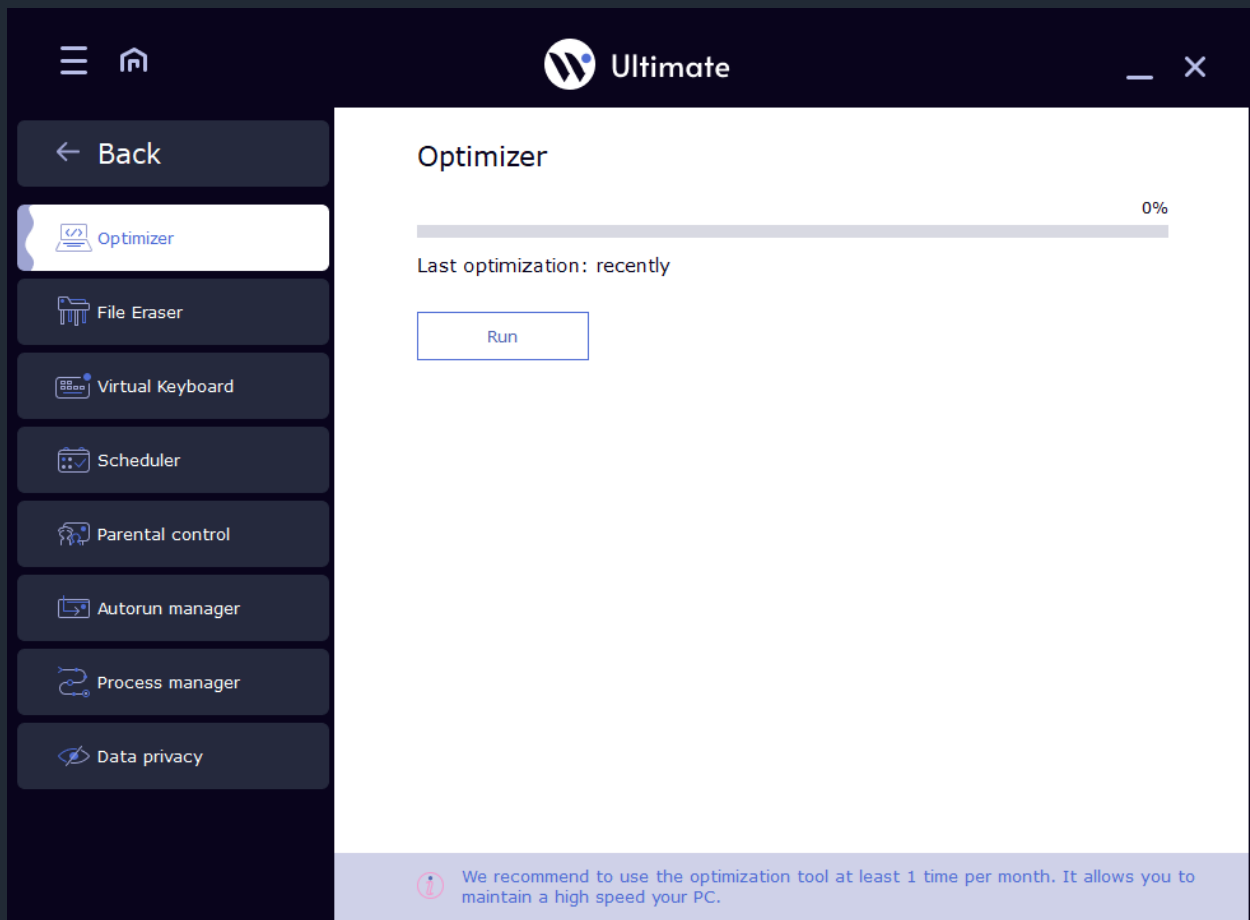 Ultimate
Back
Optimizer
File Eraser
Virtual Keyboard
Scheduler
Parental control
Autorun manager
Process manager
Data privacy
Optimizer
0%
Last optimization: recently
Run
We recommend to use the optimization tool at least 1 time per month. It allows you to
maintain a high speed your PC.